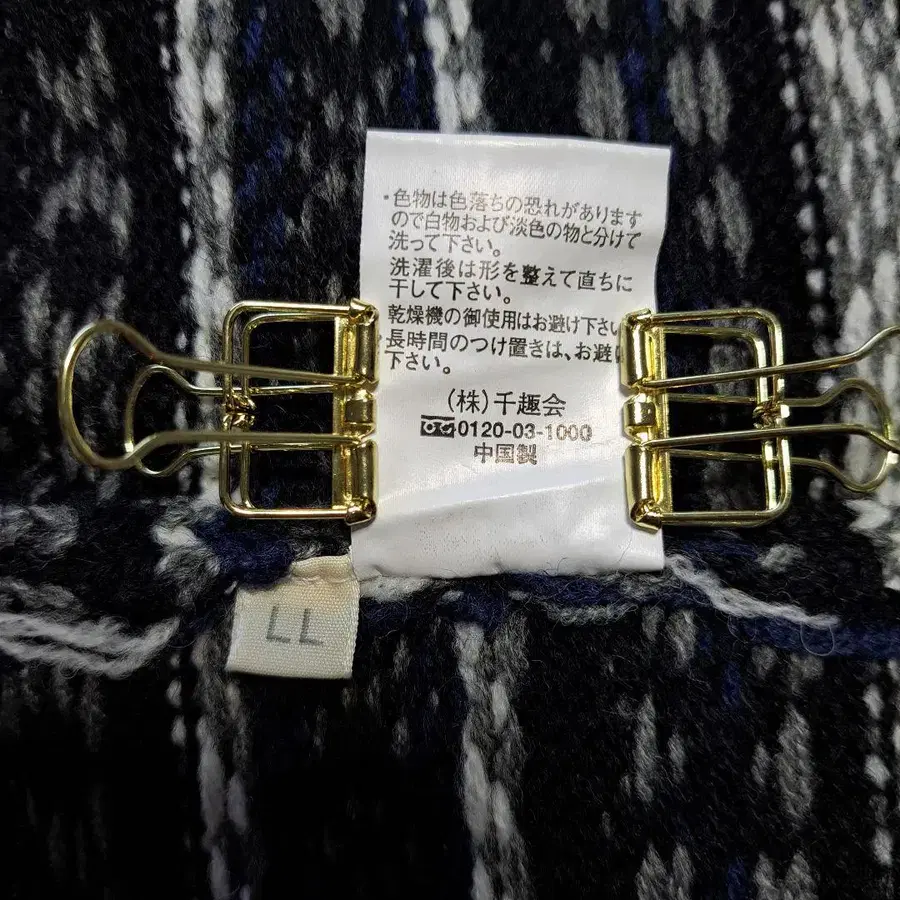 ・色物は色落ちの恐れがあります
ので白物および淡色の物と分けて
洗って下さい。
洗濯後は形を整えて直ちに
干して下さい。
乾燥機の御使用はお避け下さい
長時間のつけ置きは、お避け
下さい。
(株)千趣会
0120-03-1000
中国製
LL